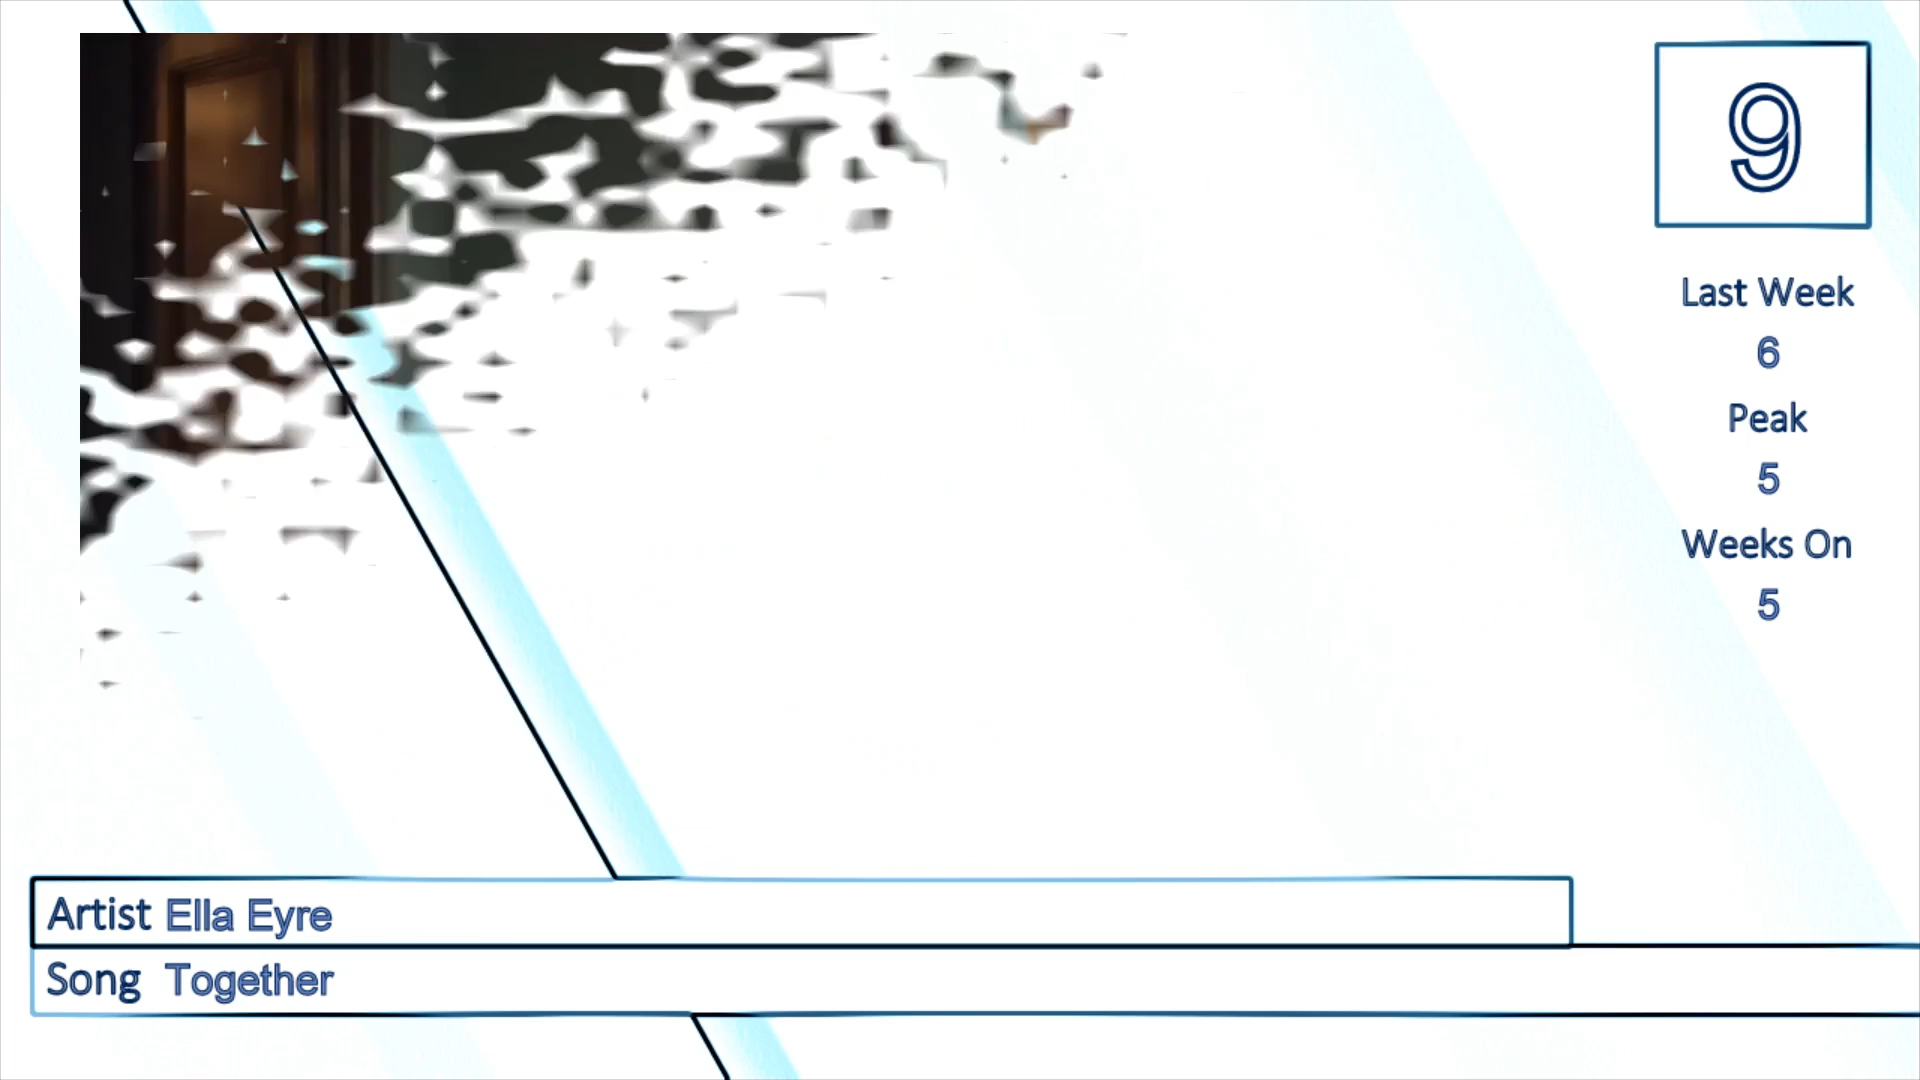 9
Last Week
6
Peak
5
Weeks On
5
Artist Ella Eyre
Song Together